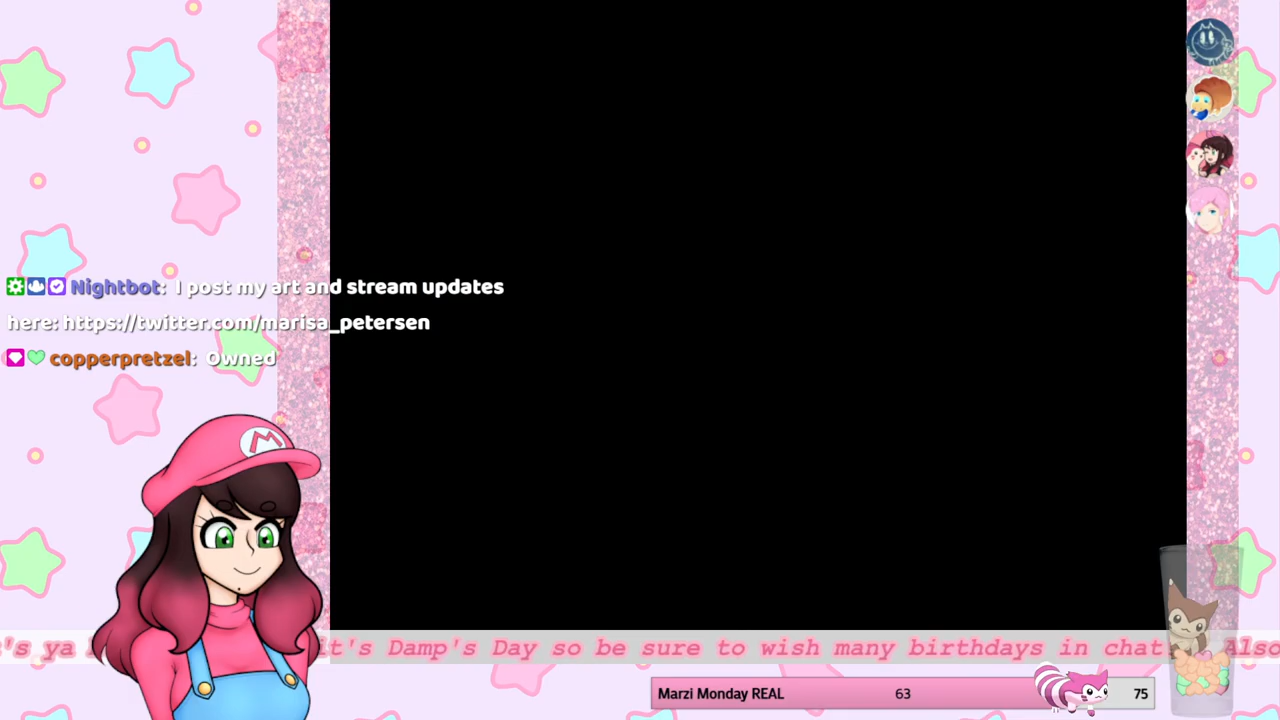 Nightbot: I post my art and stream updates
here: https://twitter.com/marisa_petersen
copperpretzel: Owned
M
's ya it's Damp's Day so be sure to wish many birthdays in chat! Also
Marzi Monday REAL 63 75